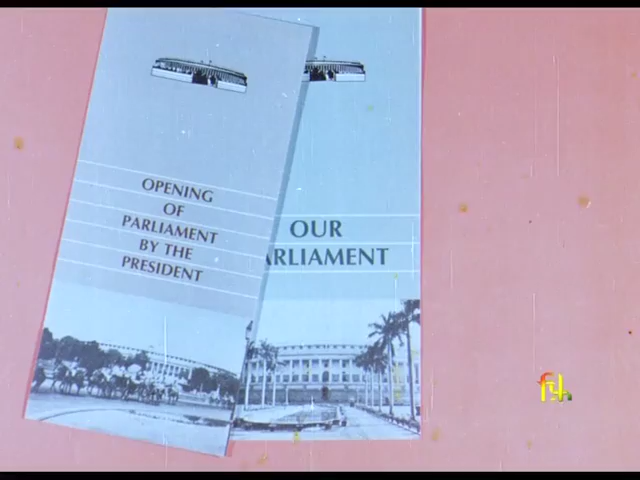 OPENING
OF
PARLIAMENT
BY THE
PRESIDENT
OUR
ARLIAMENT